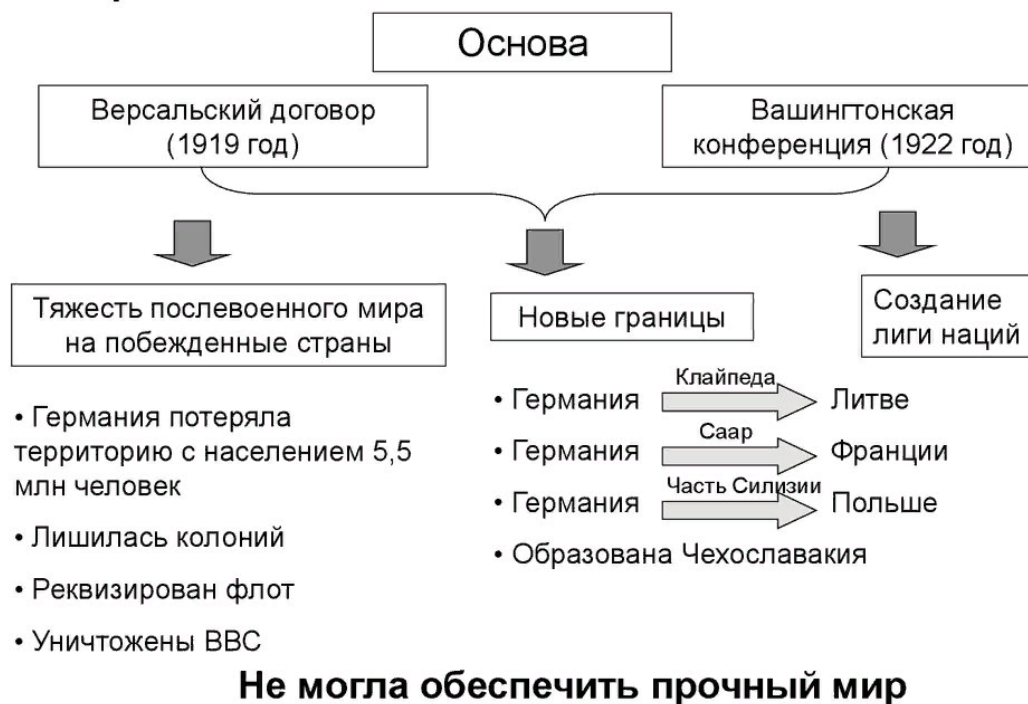 Основа
Версальский договор
(1919 год)
Вашингтонская
конференция (1922 год)
Тяжесть послевоенного мира
на побежденные страны
Новые границы
Создание
лиги наций
• Германия потеряла
территорию с населением 5,5
млн человек
• Лишилась колоний
• Реквизирован флот
• Уничтожены ВВС
• Германия Клайпеда Литве
• Германия Саар Франции
• Германия Часть Силизии Польше
• Образована Чехославакия
Не могла обеспечить прочный мир